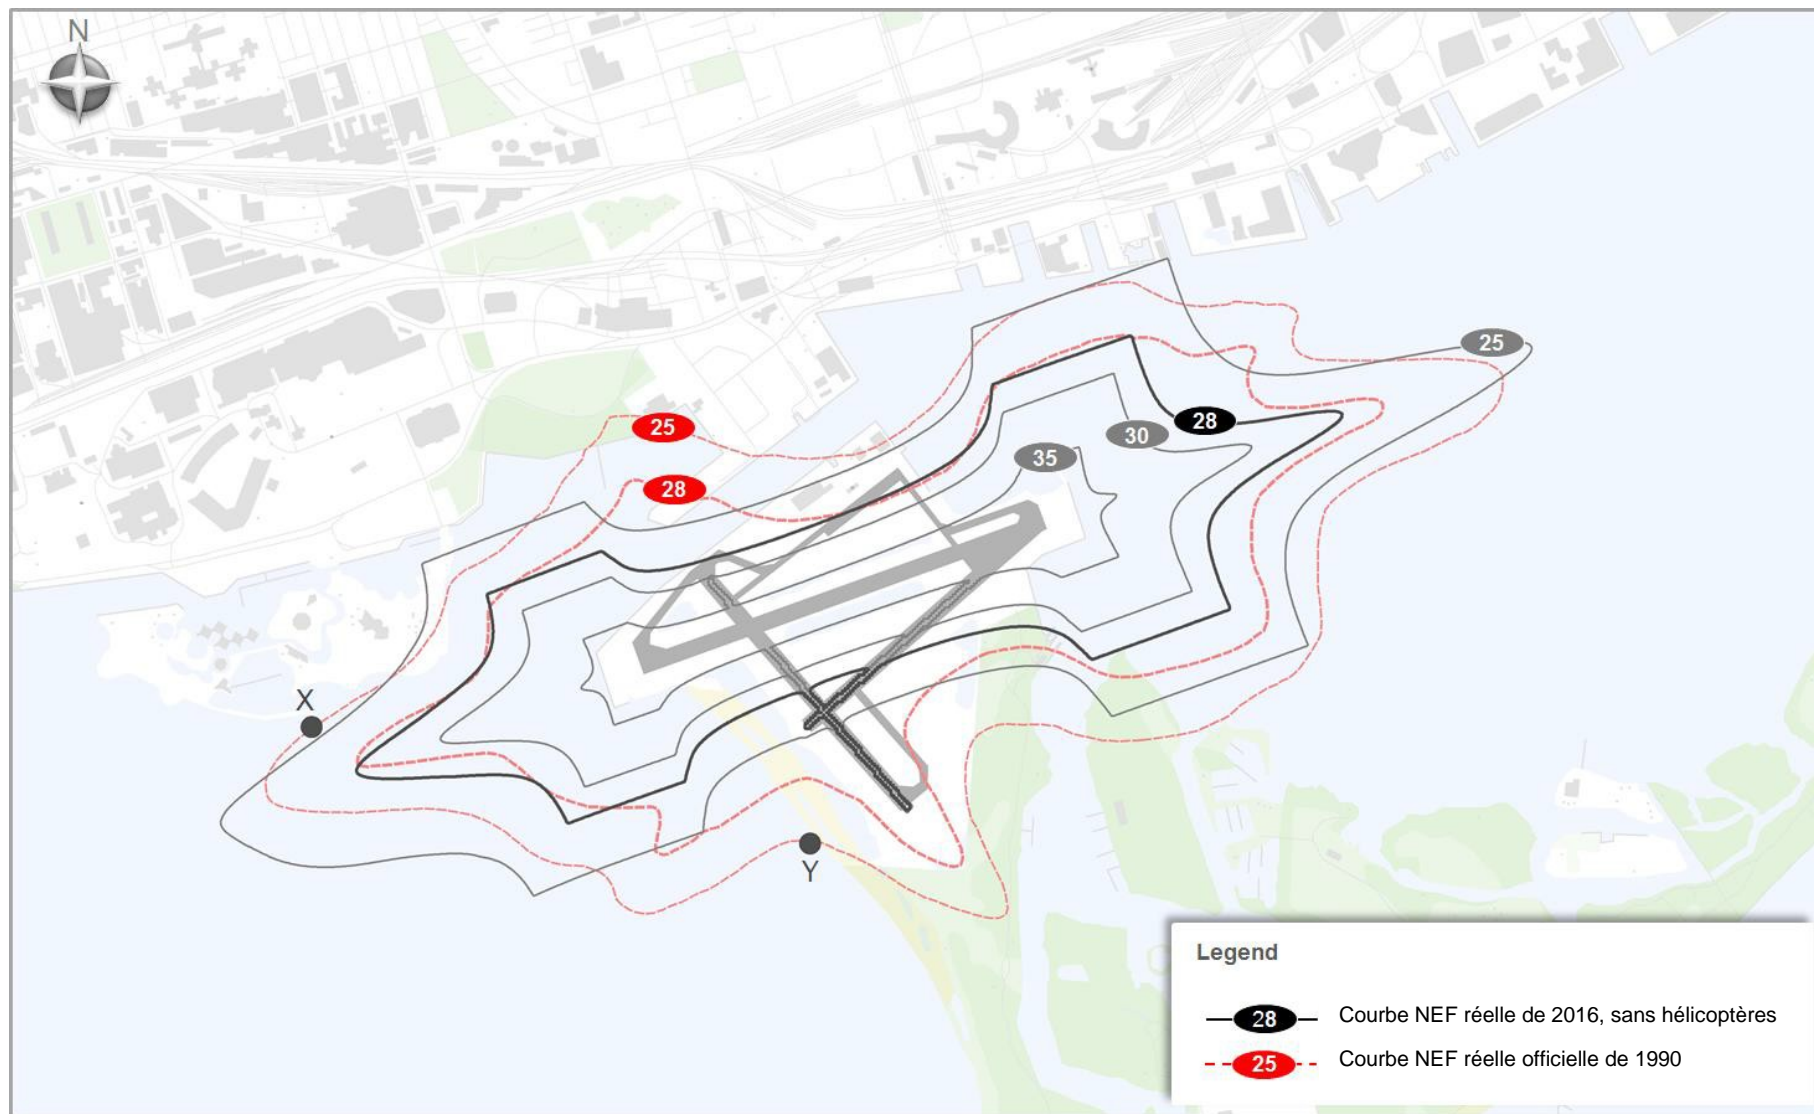 N
25
25
28
30
35
28
X
Y
Legend
28 Courbe NEF réelle de 2016, sans hélicoptères
25 Courbe NEF réelle officielle de 1990